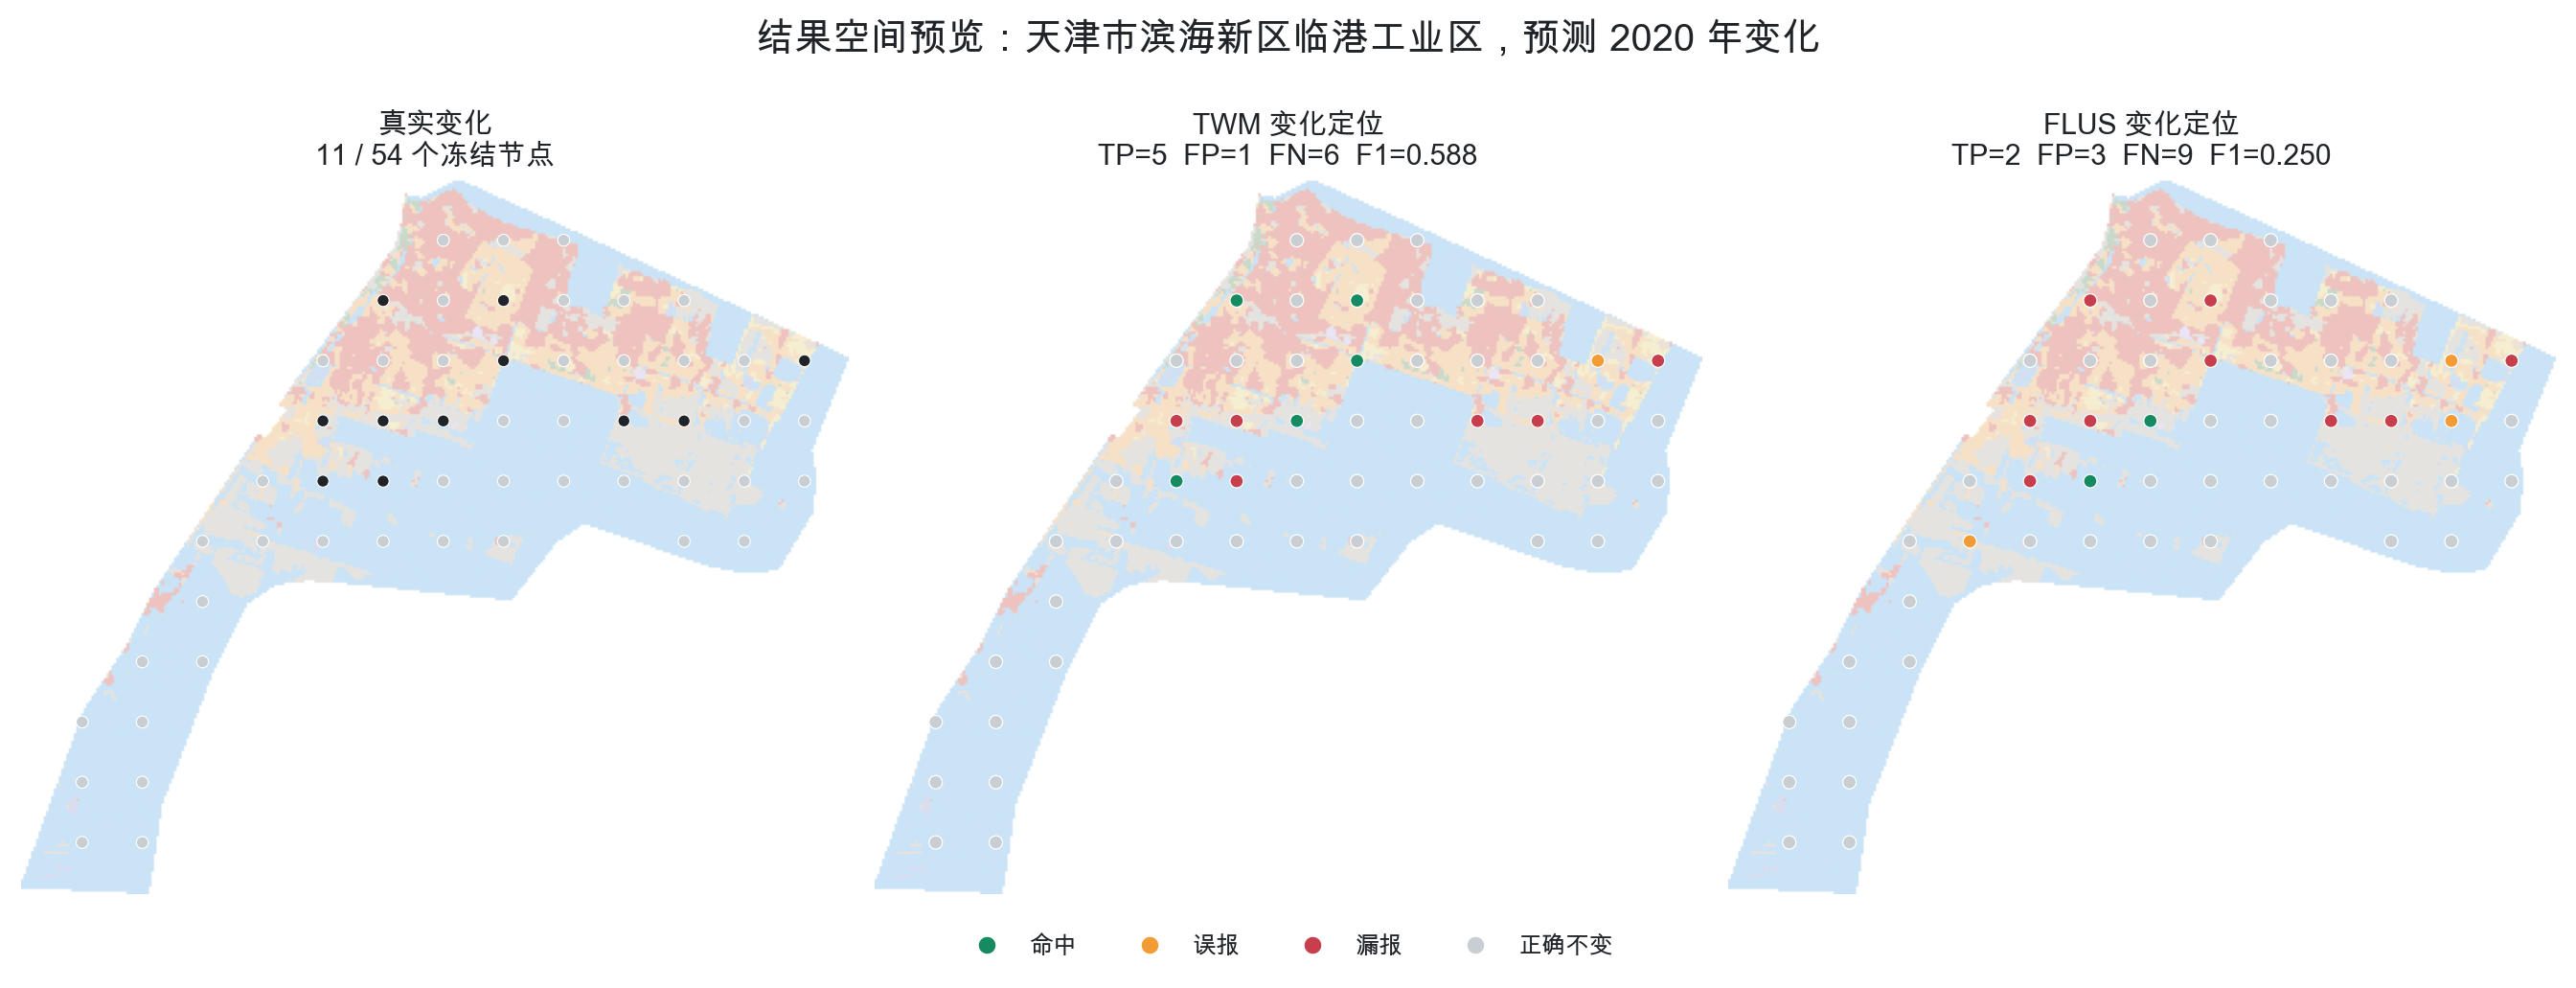 结果空间预览：天津市滨海新区临港工业区，预测 2020 年变化
真实变化
11 / 54 个冻结节点
TWM 变化定位
TP=5 FP=1 FN=6 F1=0.588
FLUS 变化定位
TP=2 FP=3 FN=9 F1=0.250
命中 误报 漏报 正确不变